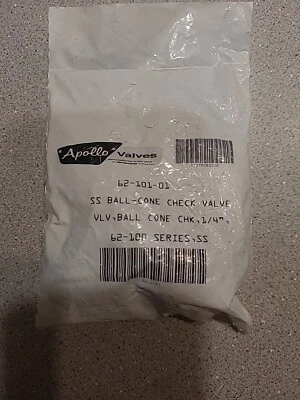 "Apollo" Valves
62-101-01
SS BALL-CONE CHECK VALVE
VLV,BALL CONE CHK,1/4",
62-100 SERIES,SS